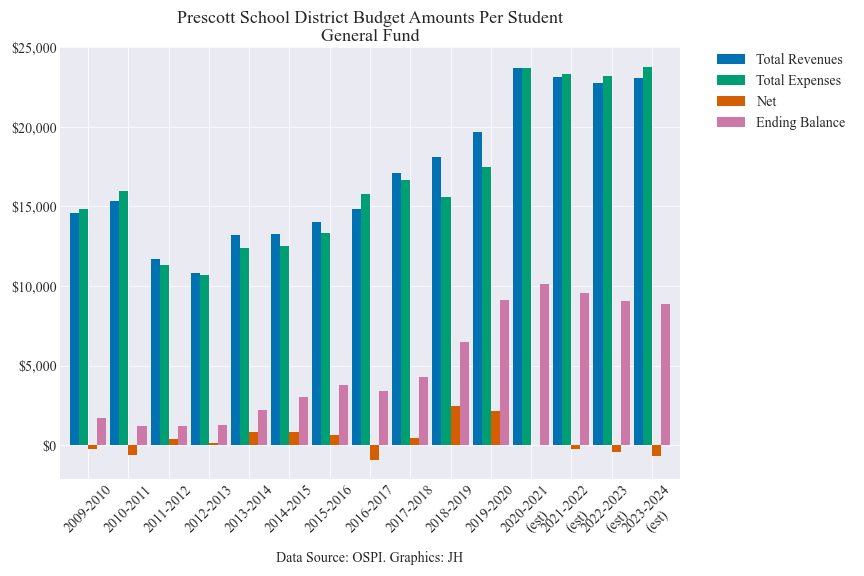 Prescott School District Budget Amounts Per Student
General Fund
$25,000
$20,000
$15,000
$10,000
$5,000
$0
Total Revenues
Total Expenses
Net
Ending Balance
2009-2010
2010-2011
2011-2012
2012-2013
2013-2014
2014-2015
2015-2016
2016-2017
2017-2018
2018-2019
2019-2020
2020-2021
(est)
2021-2022
(est)
2022-2023
(est)
2023-2024
(est)
Data Source: OSPI. Graphics: JH